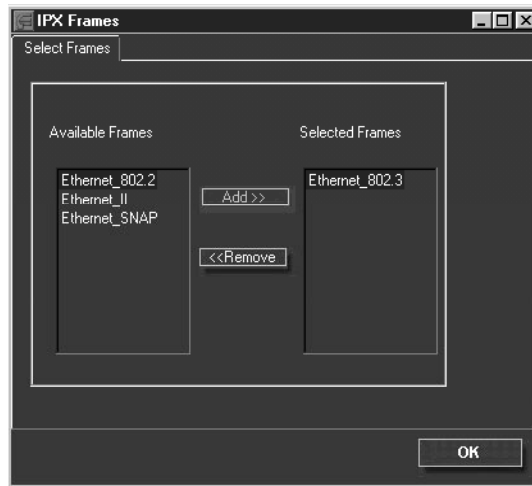 IPX Frames
Select Frames
Available Frames
Selected Frames
Ethernet_802.2
Ethernet_II
Ethernet_SNAP
Add >>
<<Remove
Ethernet_802.3
OK